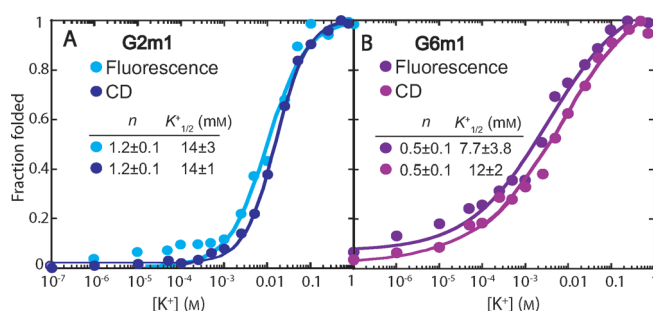 A G2m1
Fluorescence
CD
n K⁺1/2 (mM)
1.2±0.1 14±3
1.2±0.1 14±1
B G6m1
Fluorescence
CD
n K⁺1/2 (mM)
0.5±0.1 7.7±3.8
0.5±0.1 12±2
Fraction folded
1
0.8
0.6
0.4
0.2
0
10⁻⁷ 10⁻⁶ 10⁻⁵ 10⁻⁴ 10⁻³ 0.01 0.1 1
10⁻⁶ 10⁻⁵ 10⁻⁴ 10⁻³ 0.01 0.1 1
[K⁺] (M)
[K⁺] (M)